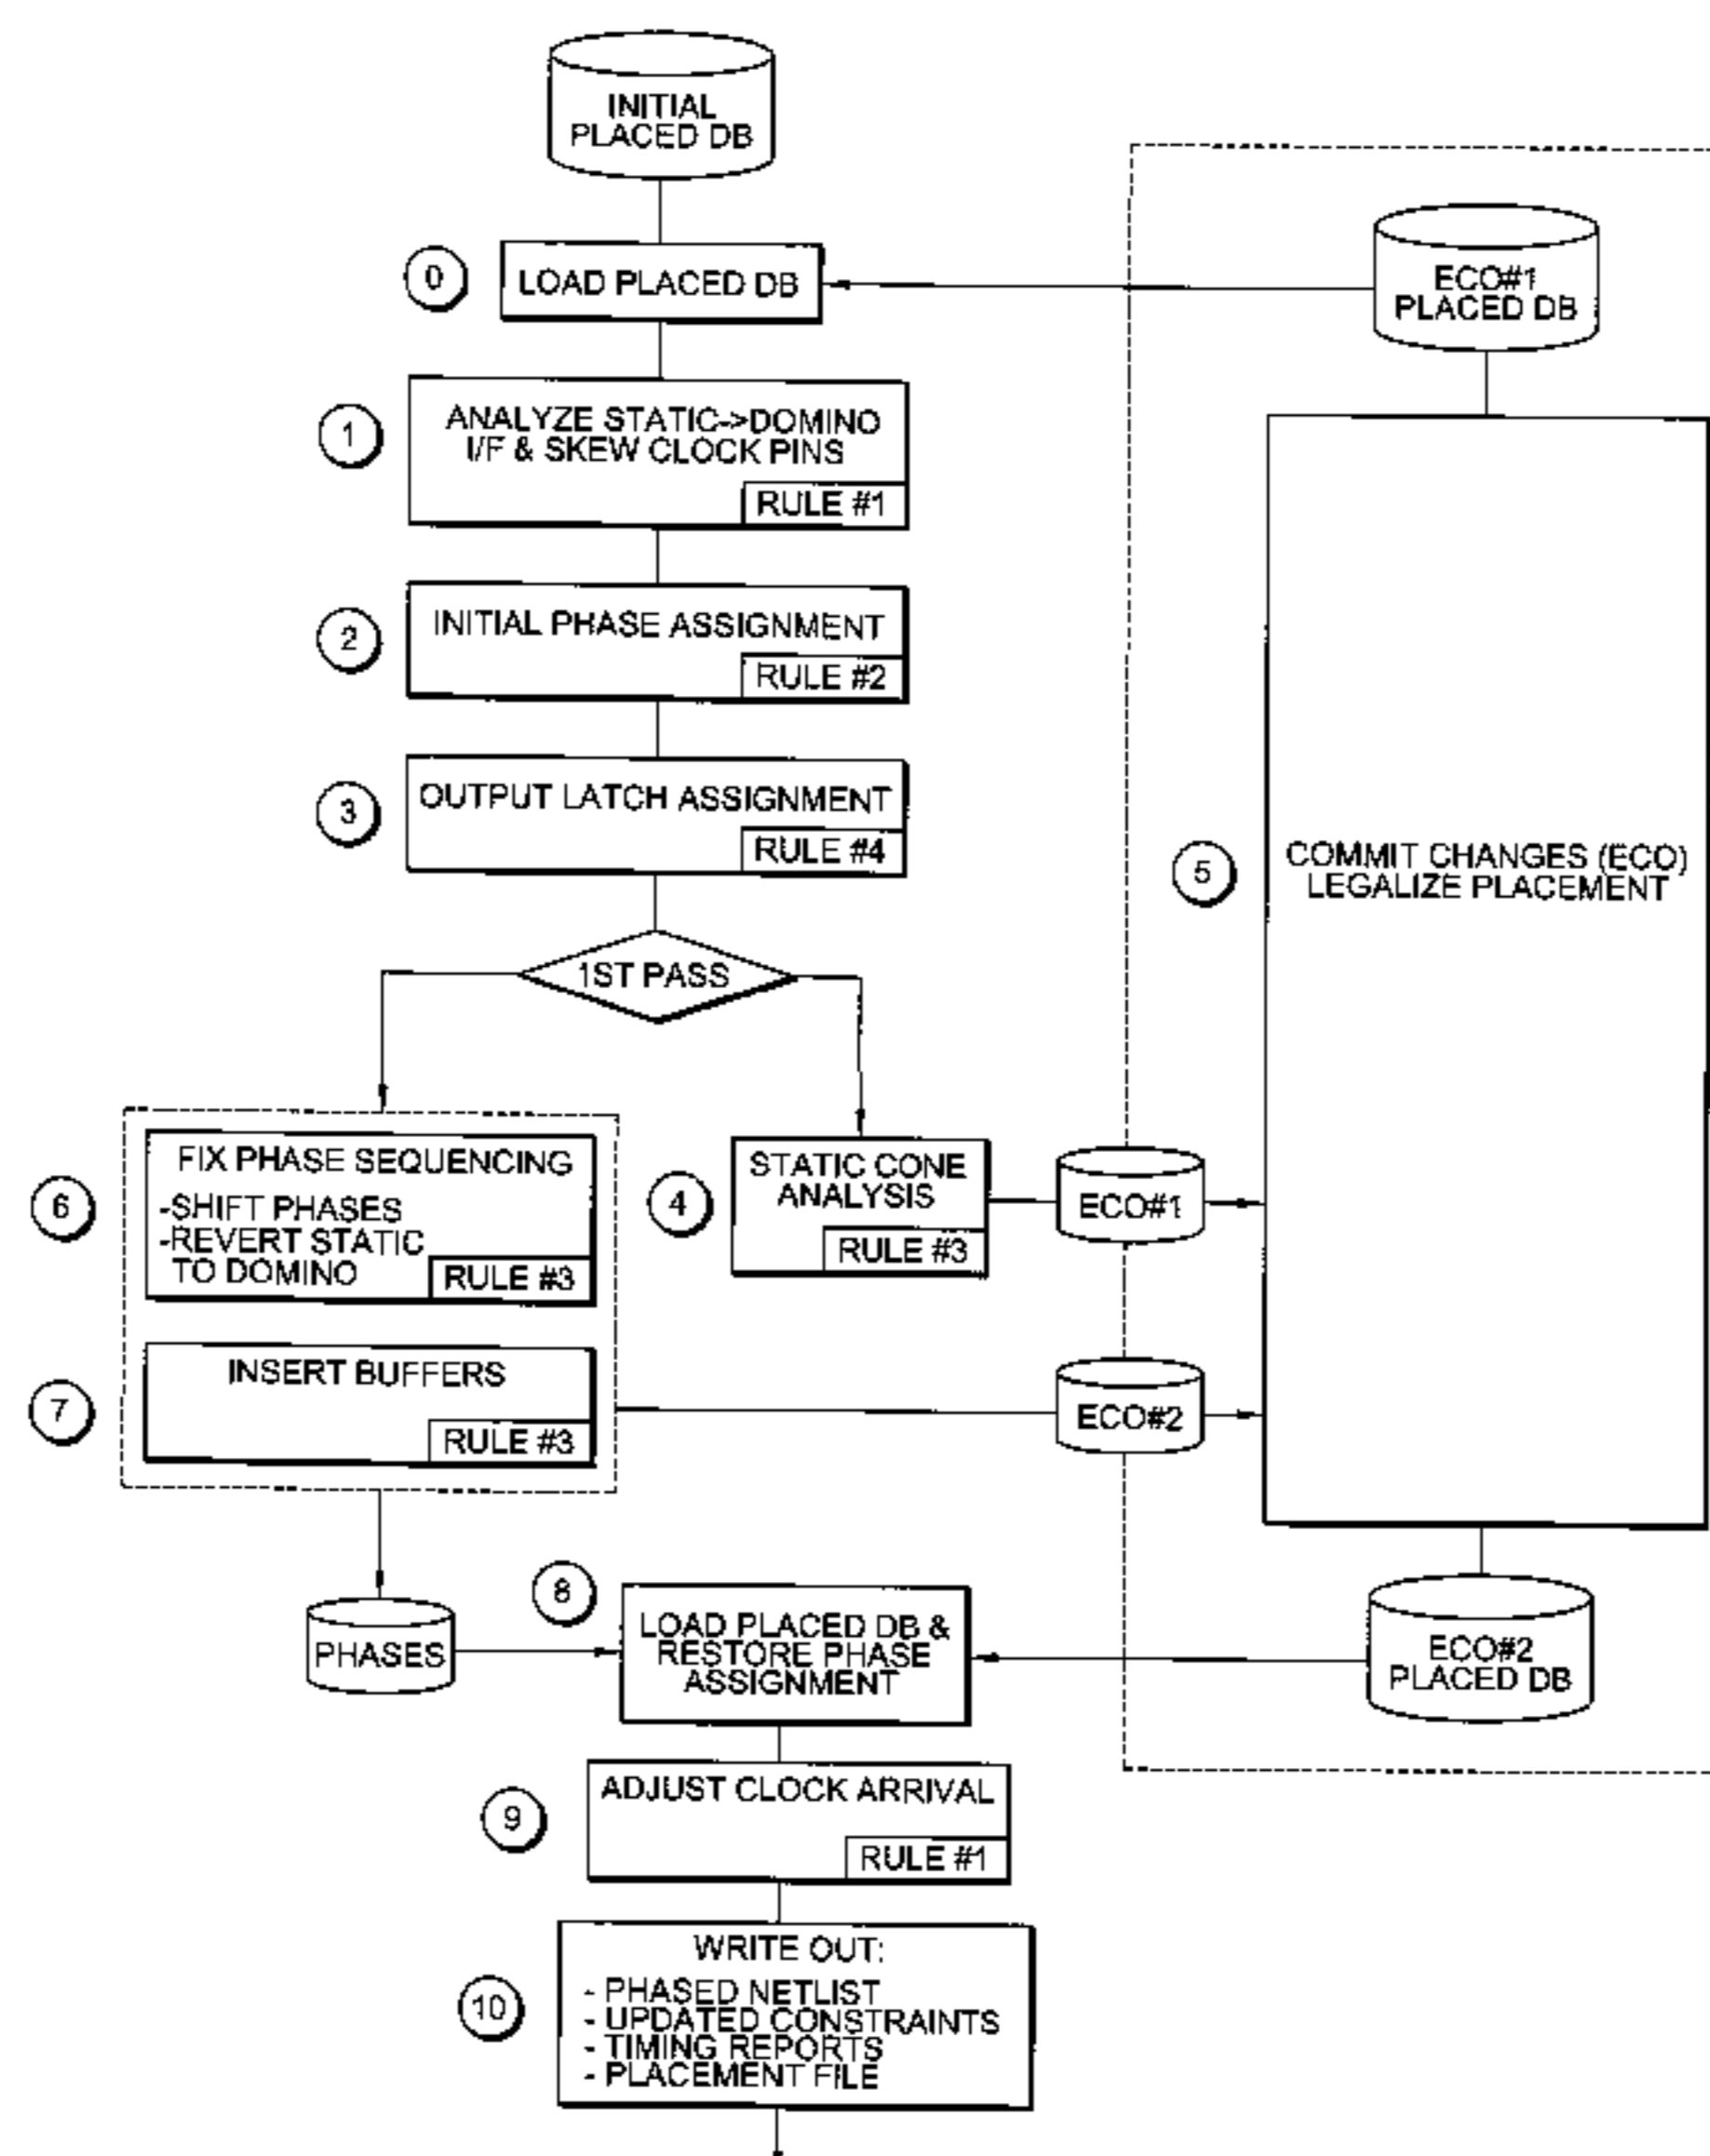 INITIAL
PLACED DB
ECO#1
PLACED DB
0
LOAD PLACED DB
1
ANALYZE STATIC->DOMINO
I/F & SKEW CLOCK PINS
RULE #1
2
INITIAL PHASE ASSIGNMENT
RULE #2
3
OUTPUT LATCH ASSIGNMENT
RULE #4
5
COMMIT CHANGES (ECO)
LEGALIZE PLACEMENT
1ST PASS
6
FIX PHASE SEQUENCING
-SHIFT PHASES
-REVERT STATIC
TO DOMINO
RULE #3
4
STATIC CONE
ANALYSIS
RULE #3
ECO#1
7
INSERT BUFFERS
RULE #3
ECO#2
PHASES
8
LOAD PLACED DB &
RESTORE PHASE
ASSIGNMENT
ECO#2
PLACED DB
9
ADJUST CLOCK ARRIVAL
RULE #1
10
WRITE OUT:
- PHASED NETLIST
- UPDATED CONSTRAINTS
- TIMING REPORTS
- PLACEMENT FILE